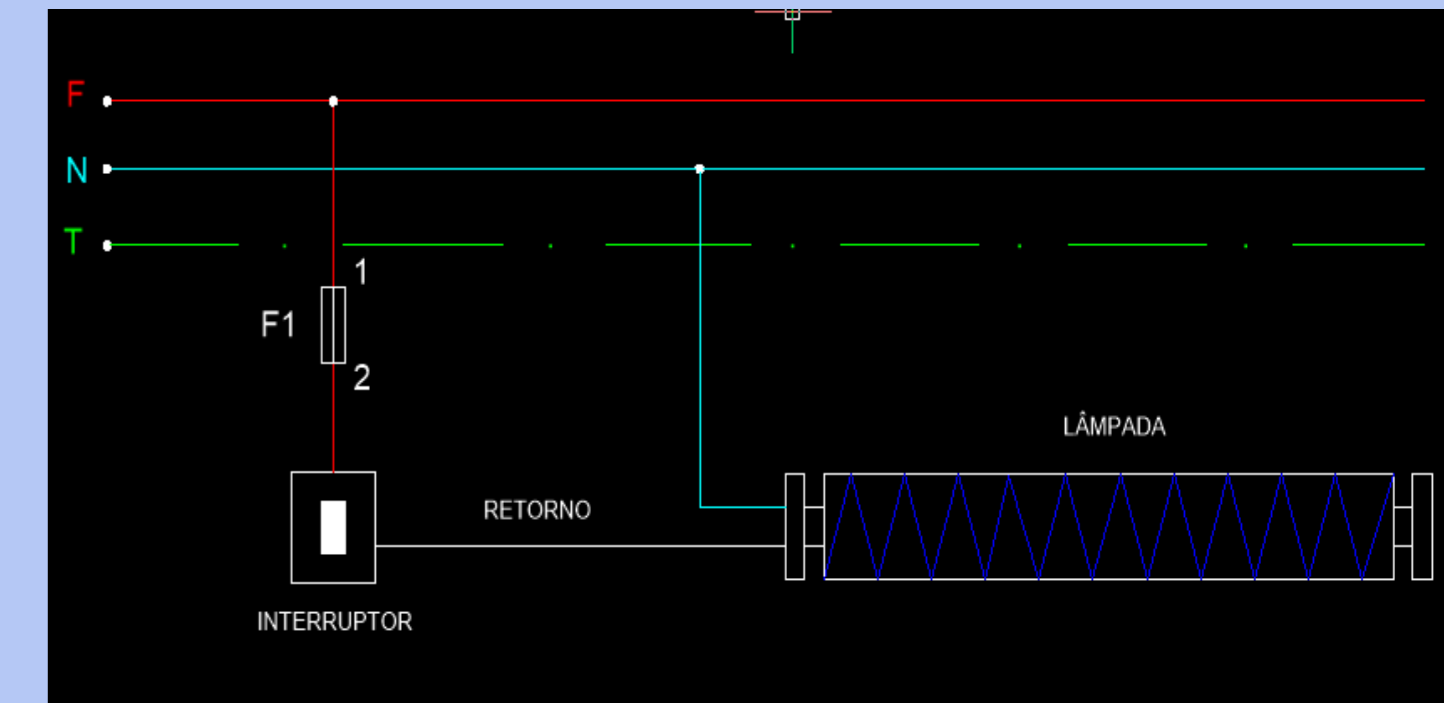 F
N
T
1
F1
2
LÂMPADA
RETORNO
INTERRUPTOR